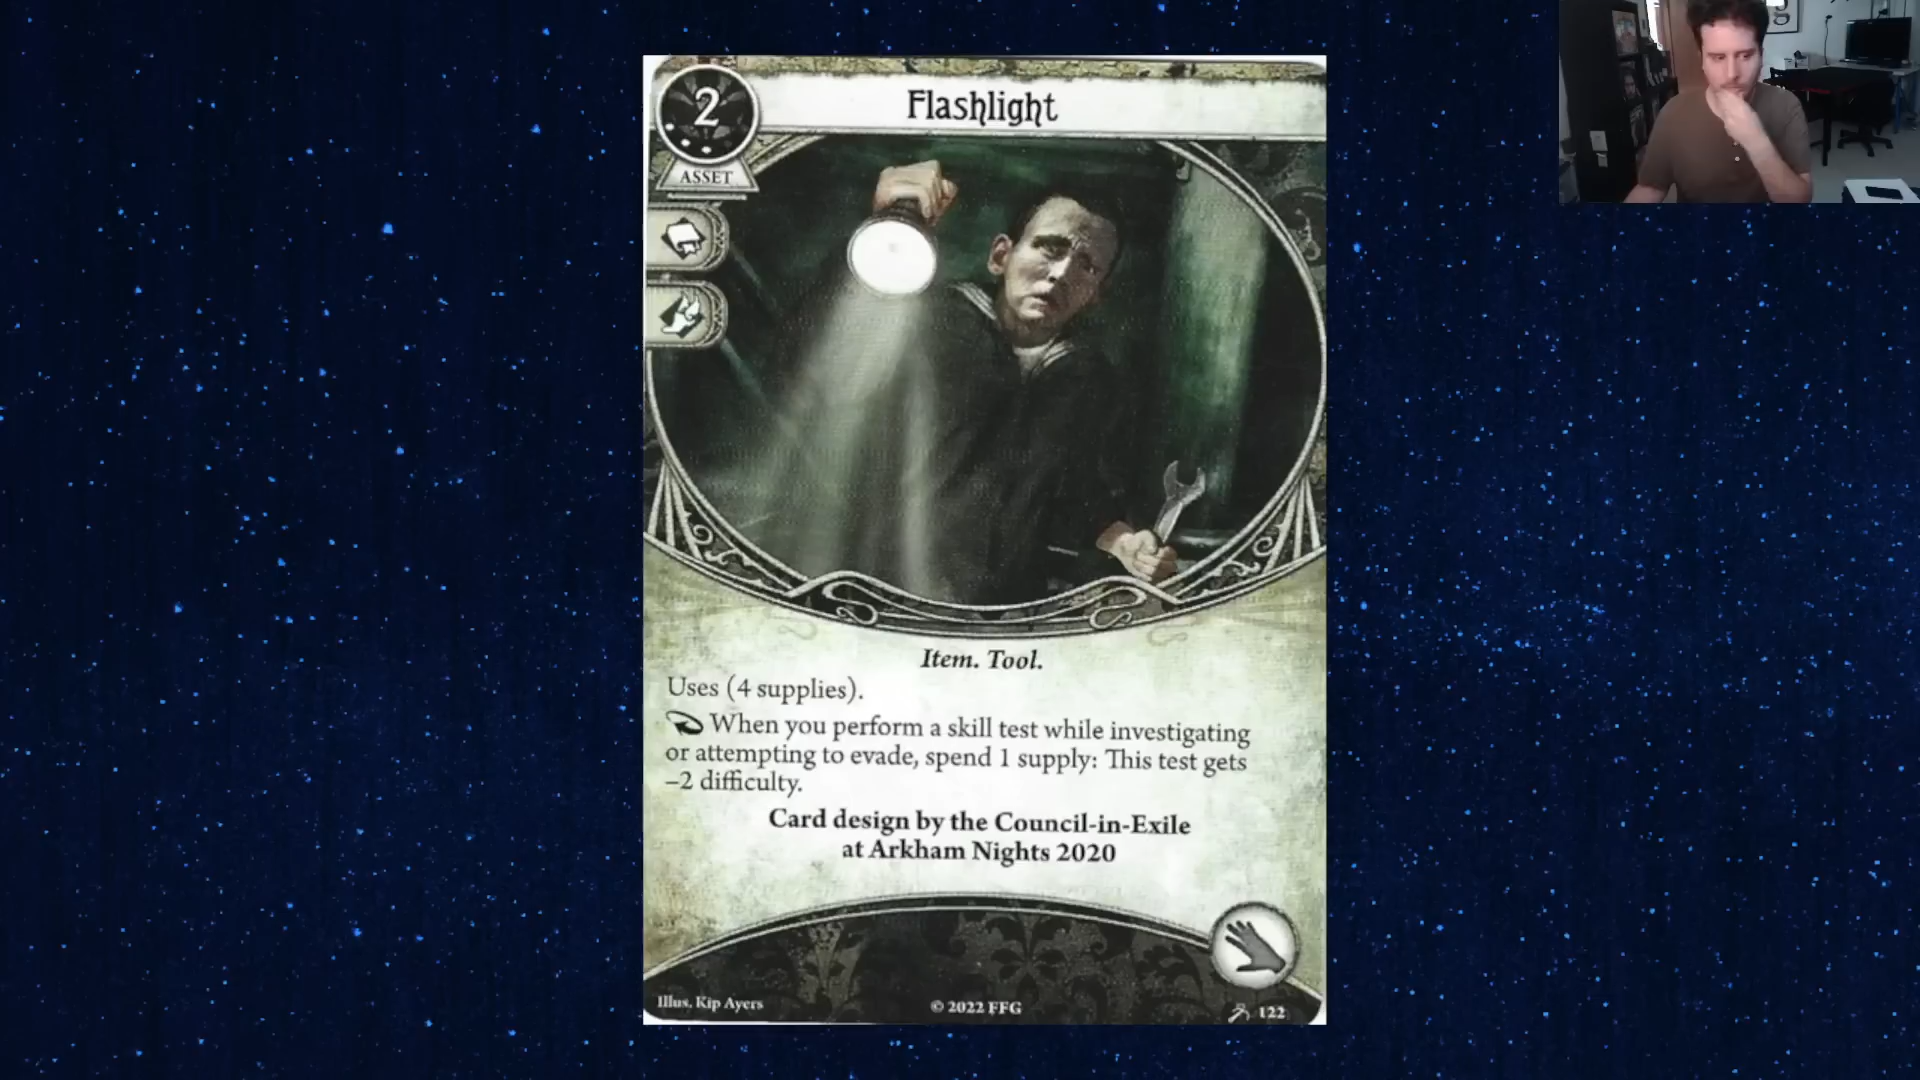 2
Flashlight
ASSET
Item. Tool.
Uses (4 supplies).
When you perform a skill test while investigating
or attempting to evade, spend 1 supply: This test gets
–2 difficulty.
Card design by the Council-in-Exile
at Arkham Nights 2020
Illus. Kip Ayers
© 2022 FFG
122